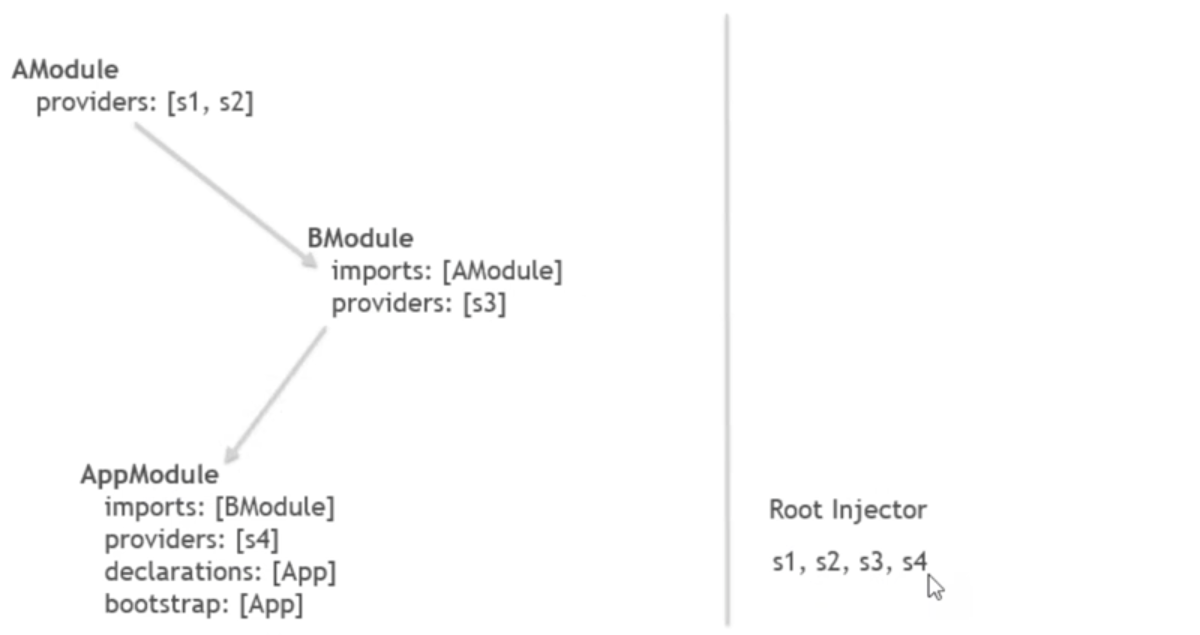 AModule
providers: [s1, s2]
BModule
imports: [AModule]
providers: [s3]
AppModule
imports: [BModule]
providers: [s4]
declarations: [App]
bootstrap: [App]
Root Injector
s1, s2, s3, s4